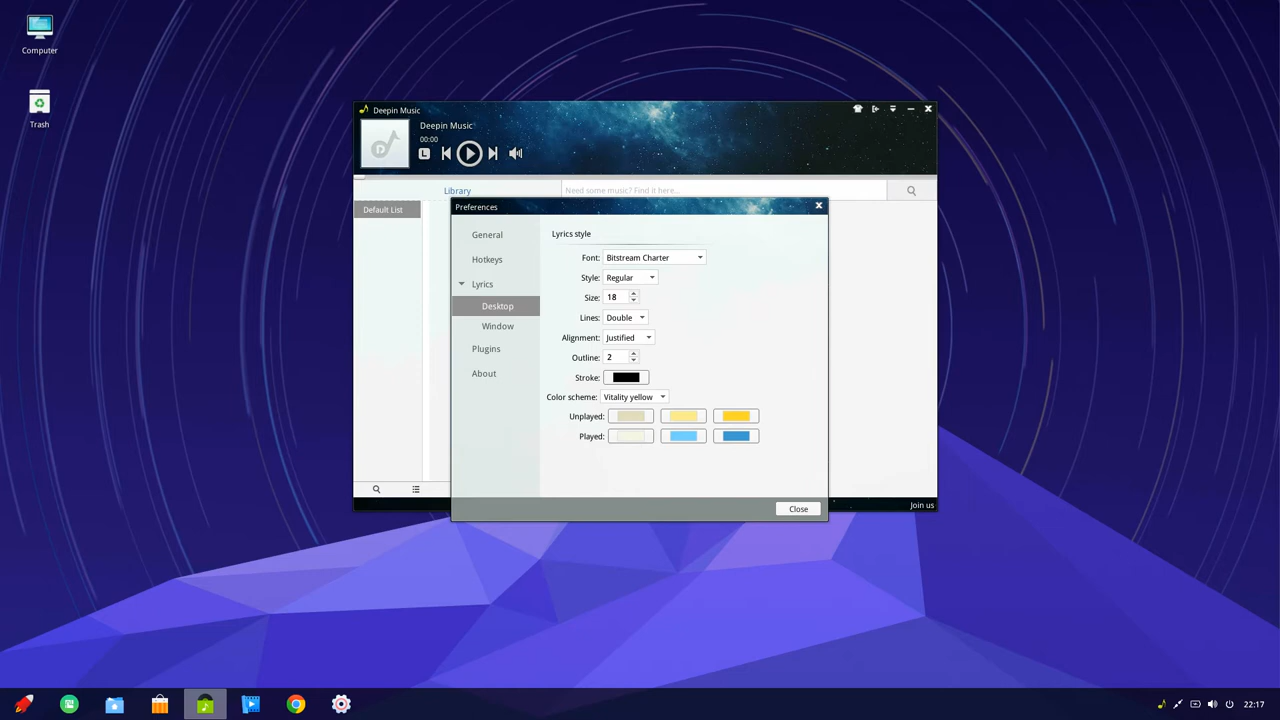 Computer
Trash
Deepin Music
Deepin Music
00:00
L
Library
Need some music? Find it here...
Default List
Preferences
General
Hotkeys
Lyrics
Desktop
Window
Plugins
About
Lyrics style
Font: Bitstream Charter
Style: Regular
Size: 18
Lines: Double
Alignment: Justified
Outline: 2
Stroke:
Color scheme: Vitality yellow
Unplayed:
Played:
Close
Join us
22:17